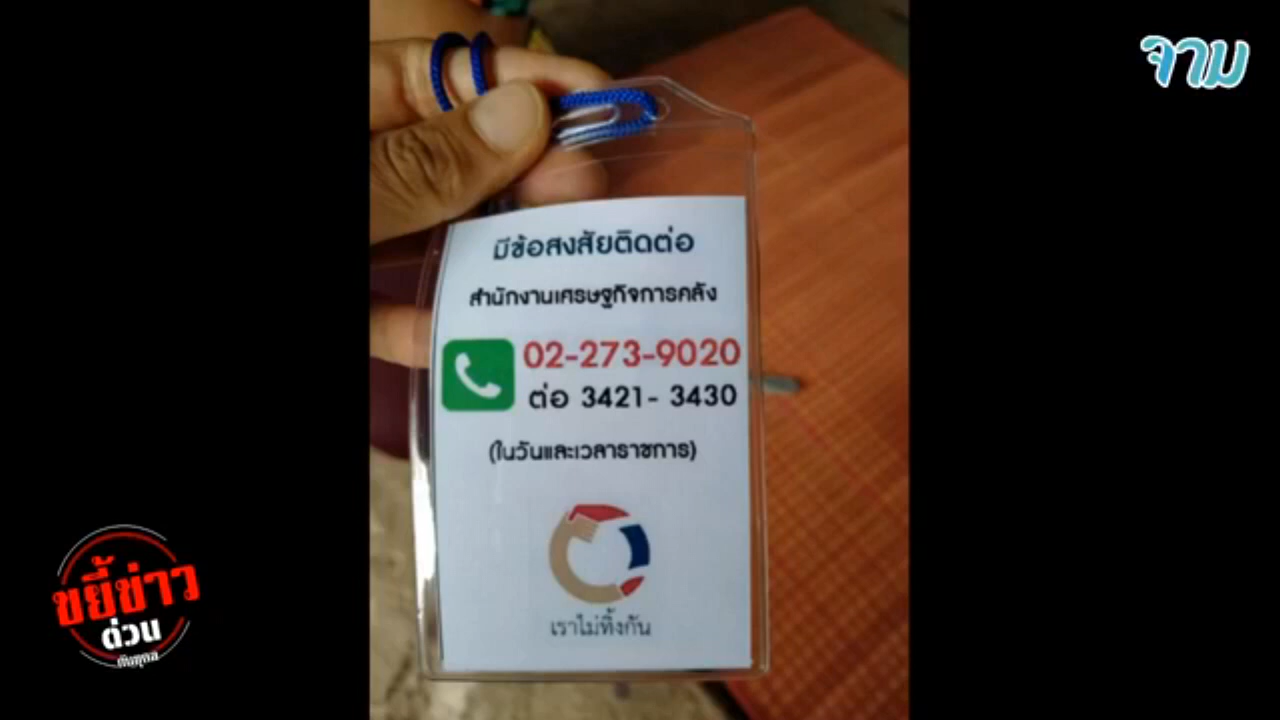 จาม
มีข้อสงสัยติดต่อ
สำนักงานเศรษฐกิจการคลัง
02-273-9020
ต่อ 3421- 3430
(ในวันและเวลาราชการ)
เราไม่ทิ้งกัน
ขยี้ข่าว
ด่วน